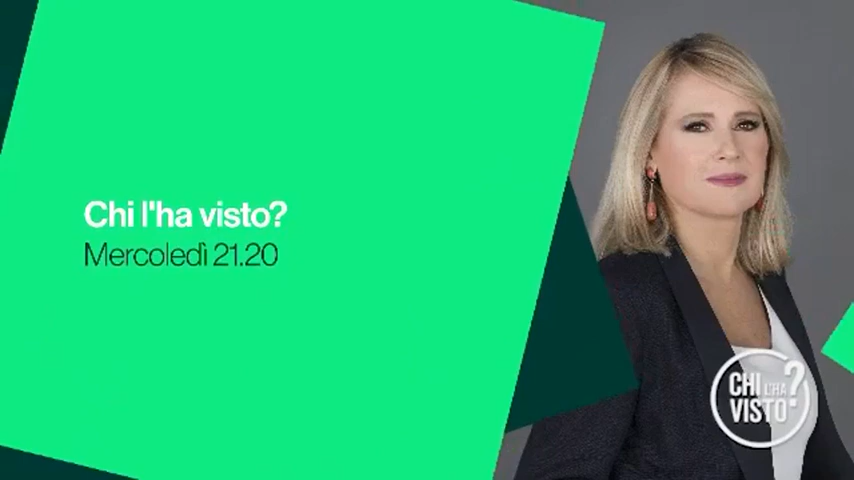 Chi l'ha visto?
Mercoledì 21.20
CHI L'HA ?
VISTO